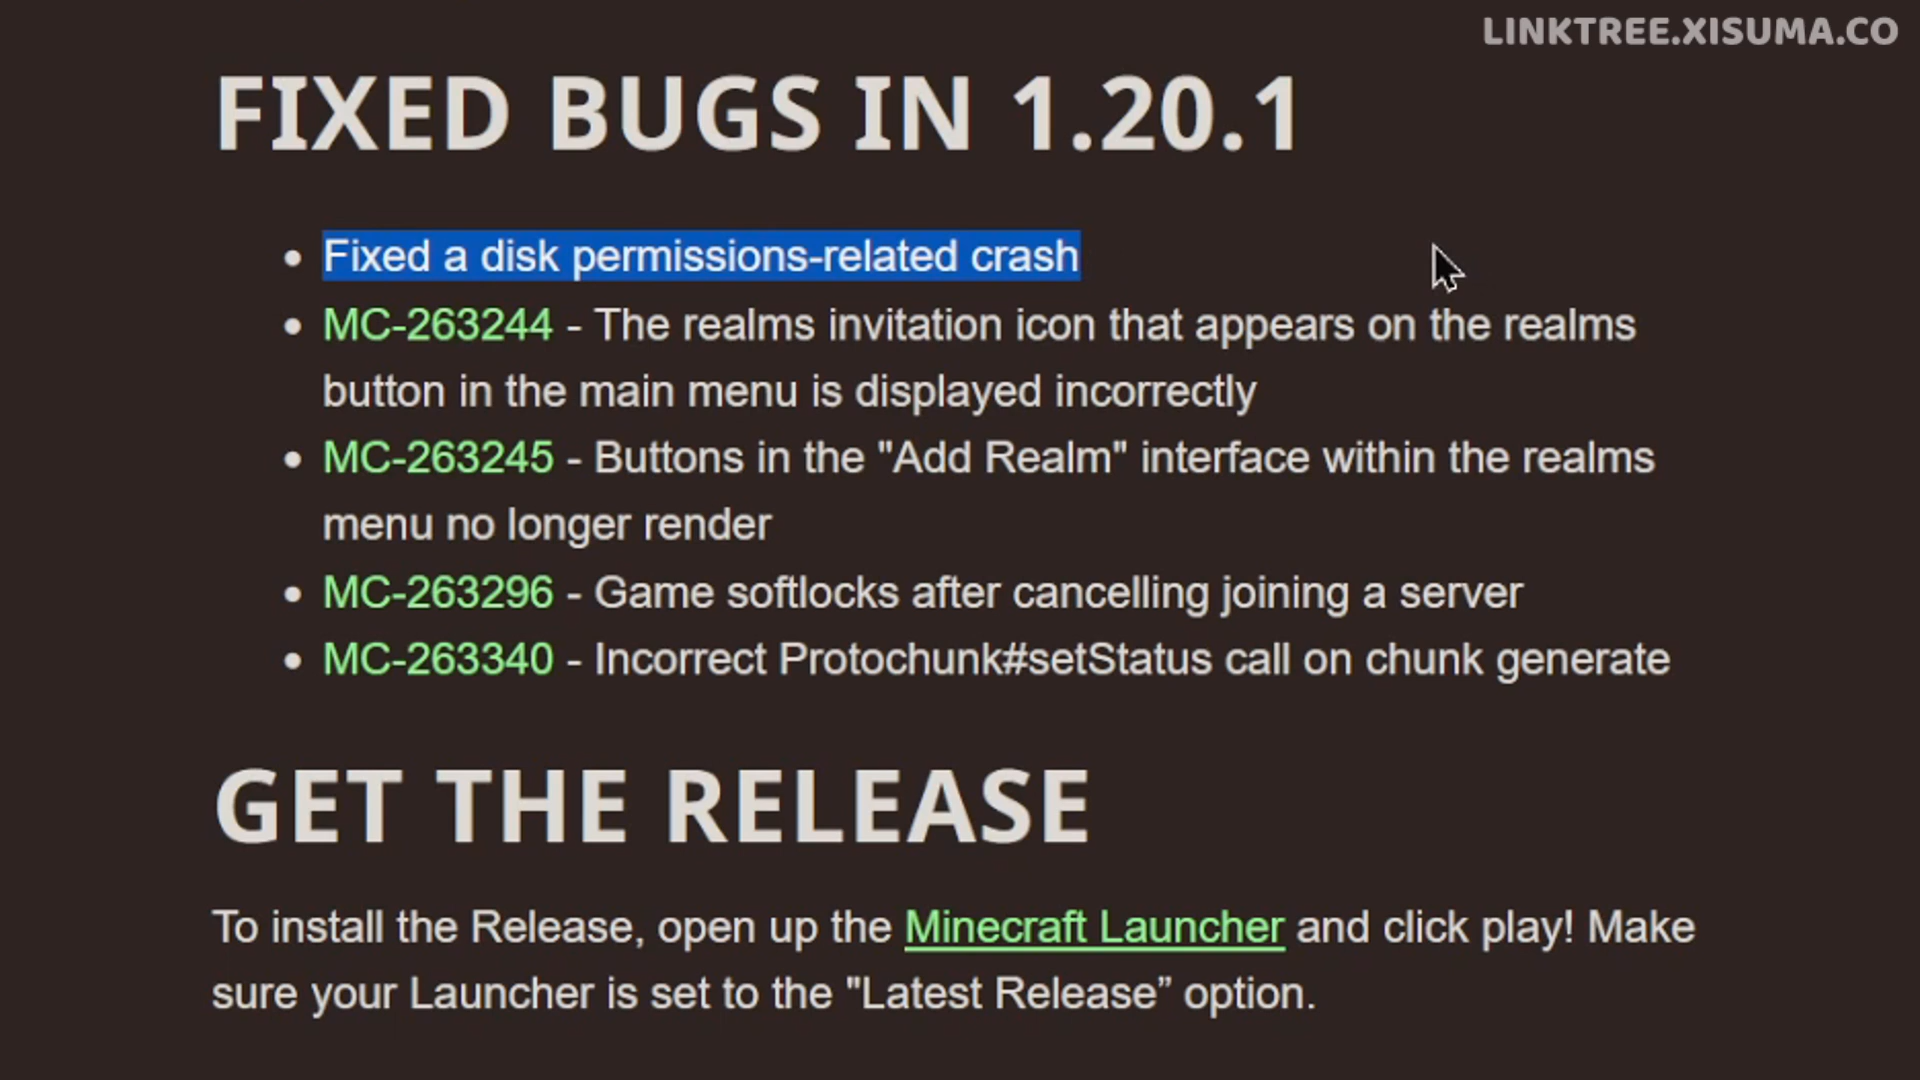 LINKTREE.XISUMA.CO
FIXED BUGS IN 1.20.1
• Fixed a disk permissions-related crash
• MC-263244 - The realms invitation icon that appears on the realms
button in the main menu is displayed incorrectly
• MC-263245 - Buttons in the "Add Realm" interface within the realms
menu no longer render
• MC-263296 - Game softlocks after cancelling joining a server
• MC-263340 - Incorrect Protochunk#setStatus call on chunk generate
GET THE RELEASE
To install the Release, open up the Minecraft Launcher and click play! Make
sure your Launcher is set to the "Latest Release” option.